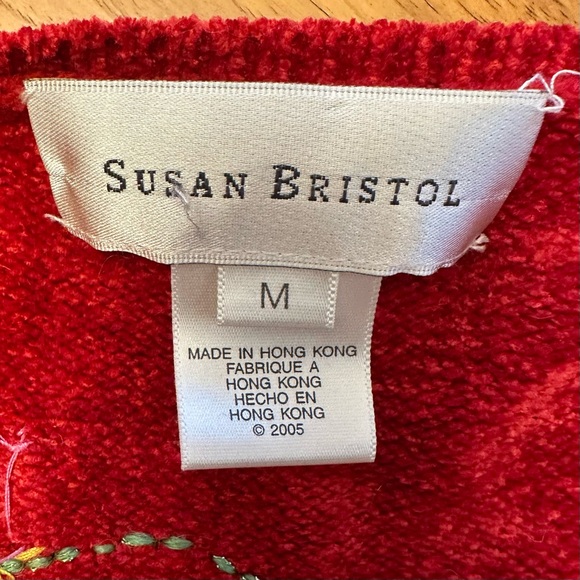 SUSAN BRISTOL
M
MADE IN HONG KONG
FABRIQUE A
HONG KONG
HECHO EN
HONG KONG
© 2005